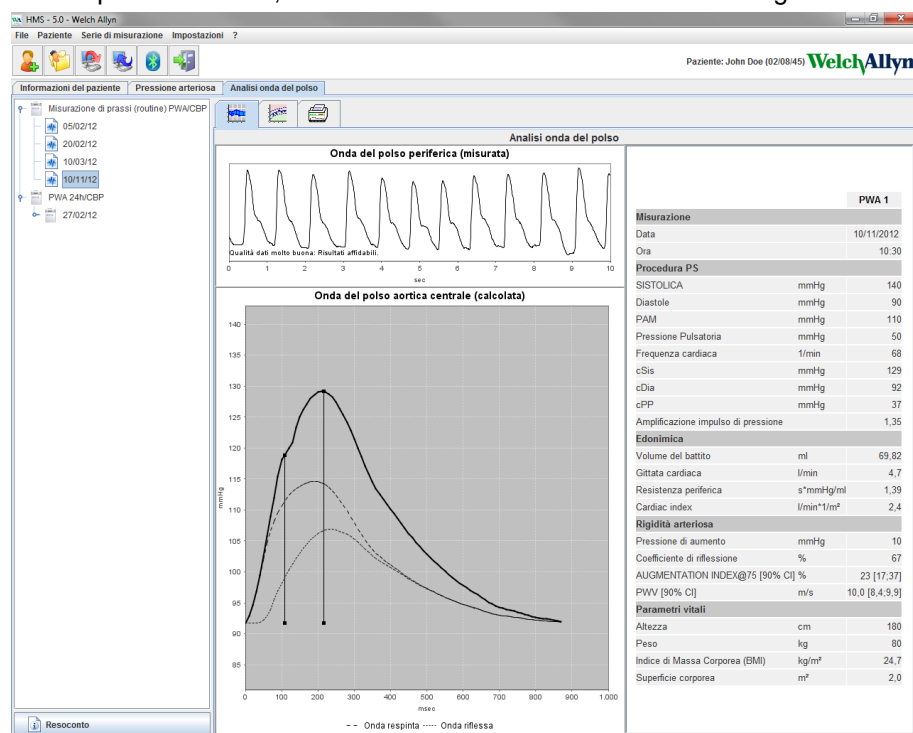 HMS - 5.0 - Welch Allyn
File Paziente Serie di misurazione Impostazioni ?
Paziente: John Doe (02/08/45) WelchAllyn
Informazioni del paziente Pressione arteriosa Analisi onda del polso
Misurazione di prassi (routine) PWA/CBP
05/02/12
20/02/12
10/03/12
10/11/12
PWA 24h/CBP
27/02/12
Resoconto
Analisi onda del polso
Onda del polso periferica (misurata)
Qualità dati molto buona: Risultati affidabili.
0 1 2 3 4 5 6 7 8 9 10
sec
Onda del polso aortica centrale (calcolata)
140
135
130
125
120
115
110
105
100
95
90
85
mmHg
0 100 200 300 400 500 600 700 800 900 1.000
msec
-- Onda respinta ----- Onda riflessa
PWA 1
Misurazione
Data 10/11/2012
Ora 10:30
Procedura PS
SISTOLICA mmHg 140
Diastole mmHg 90
PAM mmHg 110
Pressione Pulsatoria mmHg 50
Frequenza cardiaca 1/min 68
cSis mmHg 129
cDia mmHg 92
cPP mmHg 37
Amplificazione impulso di pressione 1,35
Edonimica
Volume del battito ml 69,82
Gittata cardiaca l/min 4,7
Resistenza periferica s*mmHg/ml 1,39
Cardiac index l/min*1/m² 2,4
Rigidità arteriosa
Pressione di aumento mmHg 10
Coefficiente di riflessione % 67
AUGMENTATION INDEX@75 [90% CI] % 23 [17;37]
PWV [90% CI] m/s 10,0 [8,4;9,9]
Parametri vitali
Altezza cm 180
Peso kg 80
Indice di Massa Corporea (BMI) kg/m² 24,7
Superficie corporea m² 2,0